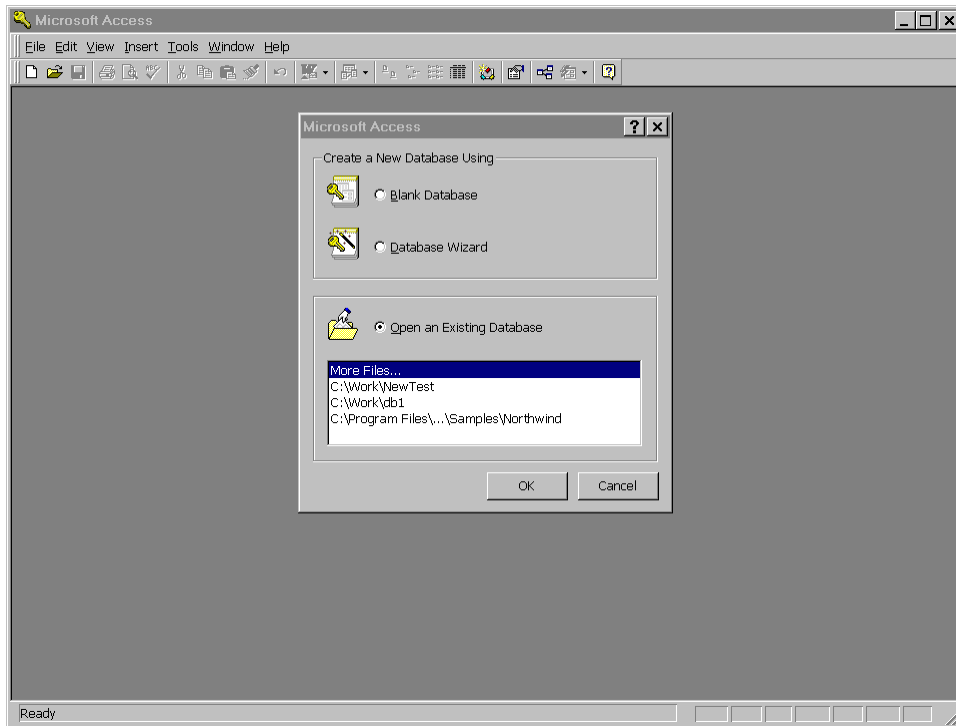 Microsoft Access
File Edit View Insert Tools Window Help
Microsoft Access
Create a New Database Using
Blank Database
Database Wizard
Open an Existing Database
More Files...
C:\Work\NewTest
C:\Work\db1
C:\Program Files\...\Samples\Northwind
OK Cancel
Ready